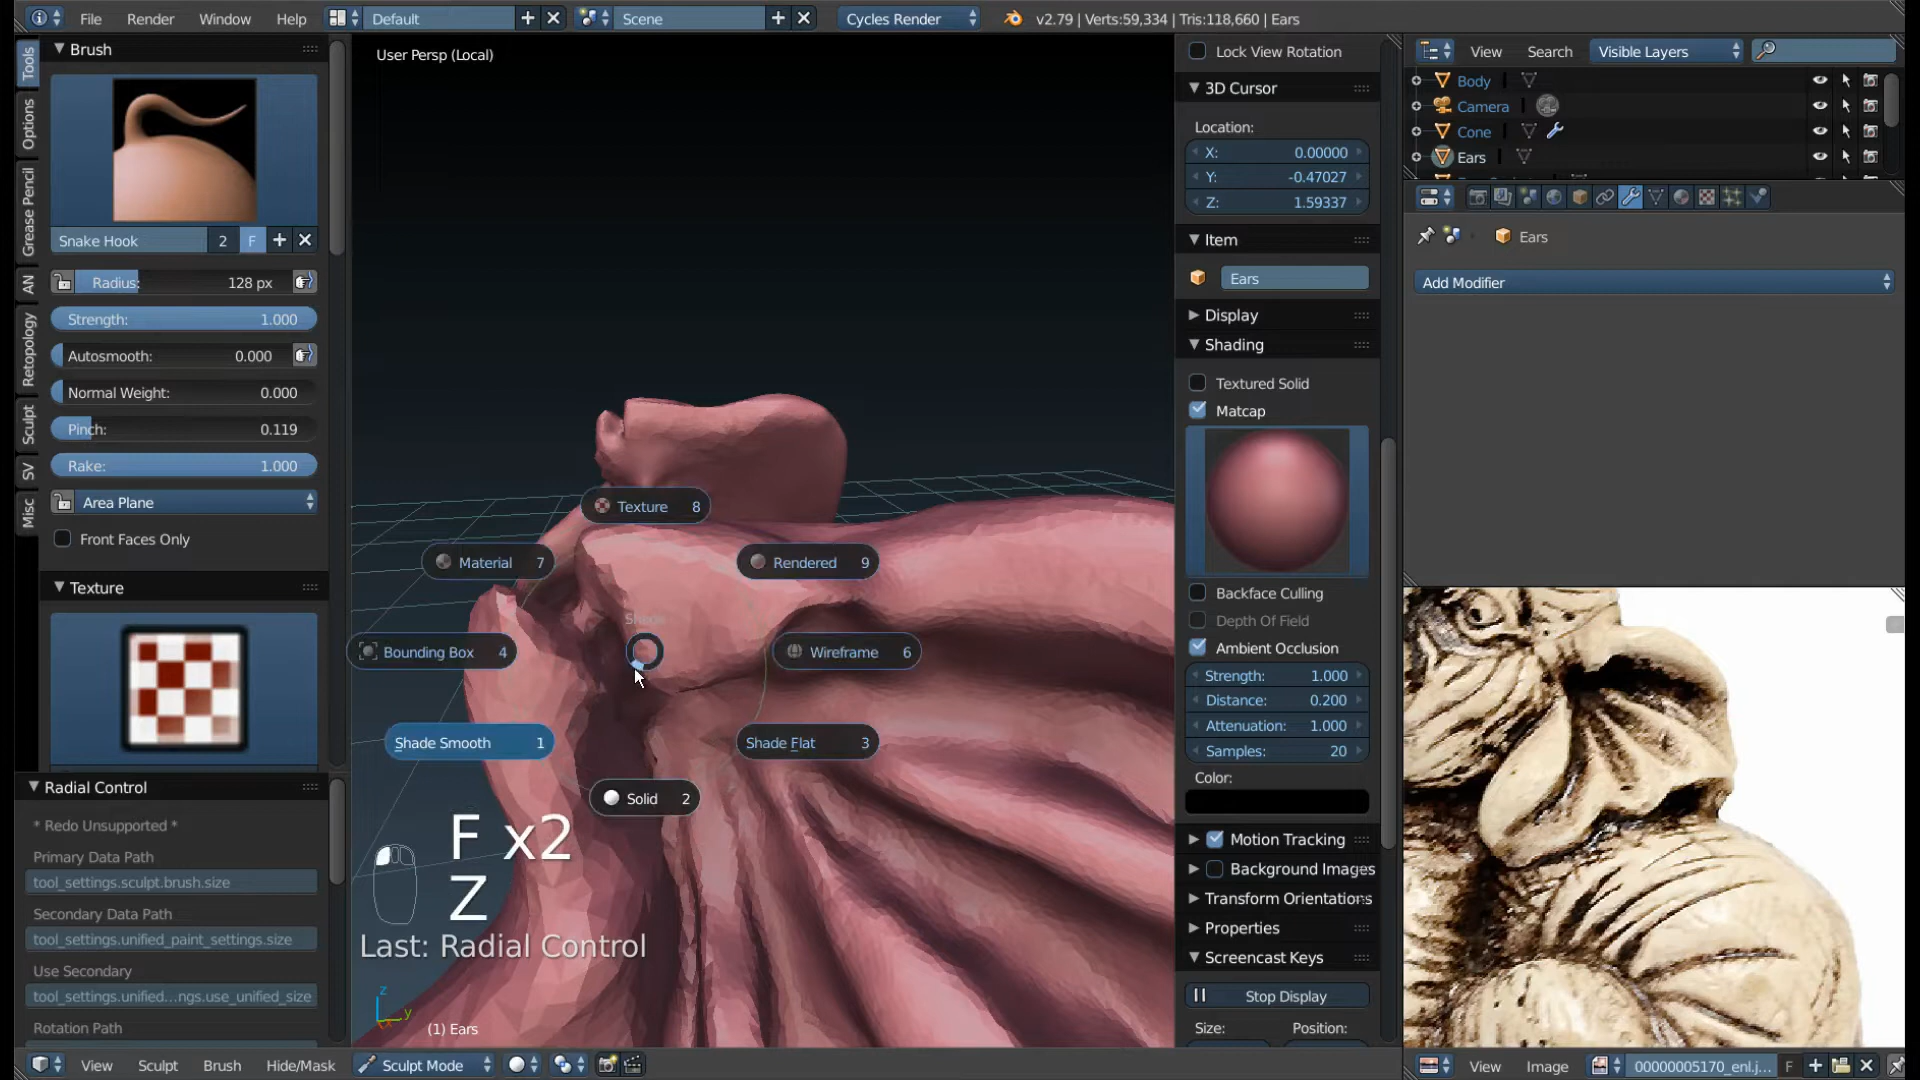 File Render Window Help Default Scene Cycles Render v2.79 | Verts:59,334 | Tris:118,660 | Ears
Tools
Options
Grease Pencil
AN
Retopology
Sculpt
SV
Misc
Brush
Snake Hook 2 F
Radius: 128 px
Strength: 1.000
Autosmooth: 0.000
Normal Weight: 0.000
Pinch: 0.119
Rake: 1.000
Area Plane
Front Faces Only
Texture
Radial Control
* Redo Unsupported *
Primary Data Path
tool_settings.sculpt.brush.size
Secondary Data Path
tool_settings.unified_paint_settings.size
Use Secondary
tool_settings.unified...ngs.use_unified_size
Rotation Path
User Persp (Local)
Texture 8
Material 7
Rendered 9
Bounding Box 4
Wireframe 6
Shade Smooth 1
Shade Flat 3
Solid 2
F x2
Z
Last: Radial Control
z
y
(1) Ears
View Sculpt Brush Hide/Mask Sculpt Mode
Lock View Rotation
3D Cursor
Location:
X: 0.00000
Y: -0.47027
Z: 1.59337
Item
Ears
Display
Shading
Textured Solid
Matcap
Backface Culling
Depth Of Field
Ambient Occlusion
Strength: 1.000
Distance: 0.200
Attenuation: 1.000
Samples: 20
Color:
Motion Tracking
Background Images
Transform Orientations
Properties
Screencast Keys
Stop Display
Size: Position:
View Search Visible Layers
Body
Camera
Cone
Ears
Ears
Add Modifier
View Image 00000005170_enl.j... F